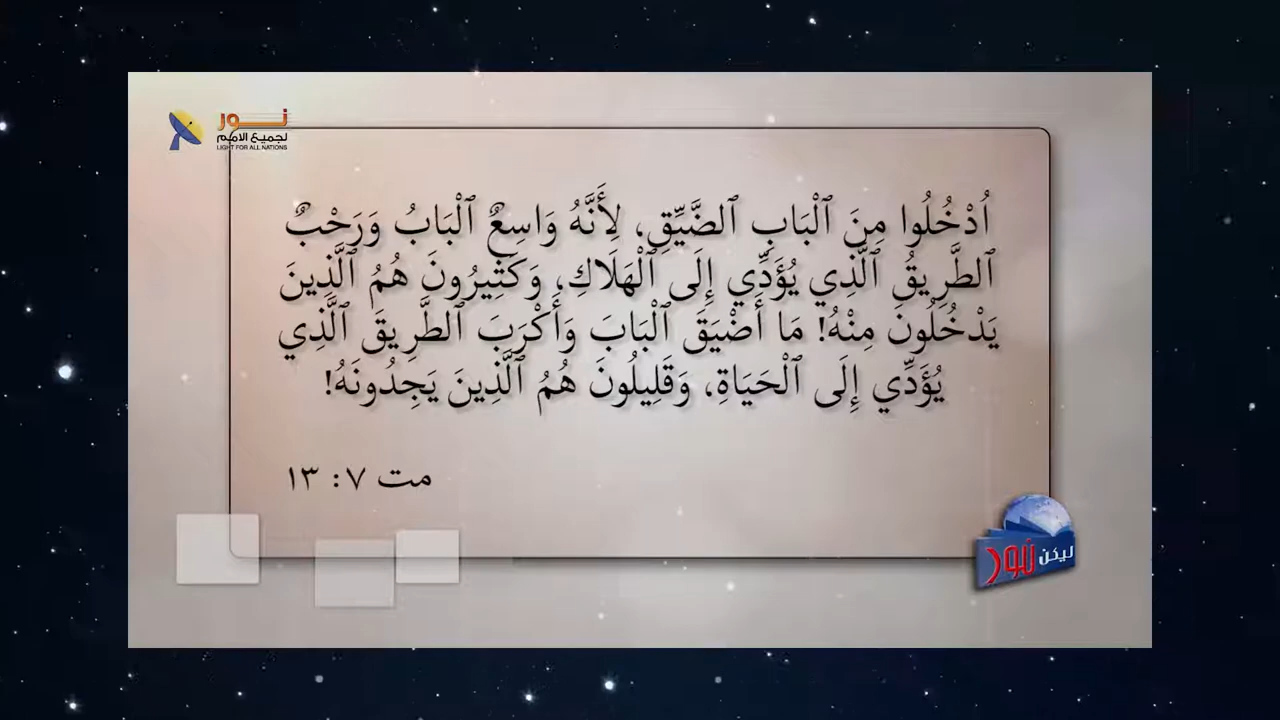 نــور
لجميع الامم
LIGHT FOR ALL NATIONS
اُدْخُلُوا مِنَ ٱلْبَابِ ٱلضَّيِّقِ، لِأَنَّهُ وَاسِعٌ ٱلْبَابُ وَرَحْبٌ
ٱلطَّرِيقُ ٱلَّذِي يُؤَدِّي إِلَى ٱلْهَلَاكِ، وَكَثِيرُونَ هُمُ ٱلَّذِينَ
يَدْخُلُونَ مِنْهُ! مَا أَضْيَقَ ٱلْبَابَ وَأَكْرَبَ ٱلطَّرِيقَ ٱلَّذِي
يُؤَدِّي إِلَى ٱلْحَيَاةِ، وَقَلِيلُونَ هُمُ ٱلَّذِينَ يَجِدُونَهُ!
مت ٧: ١٣
ليكن نور